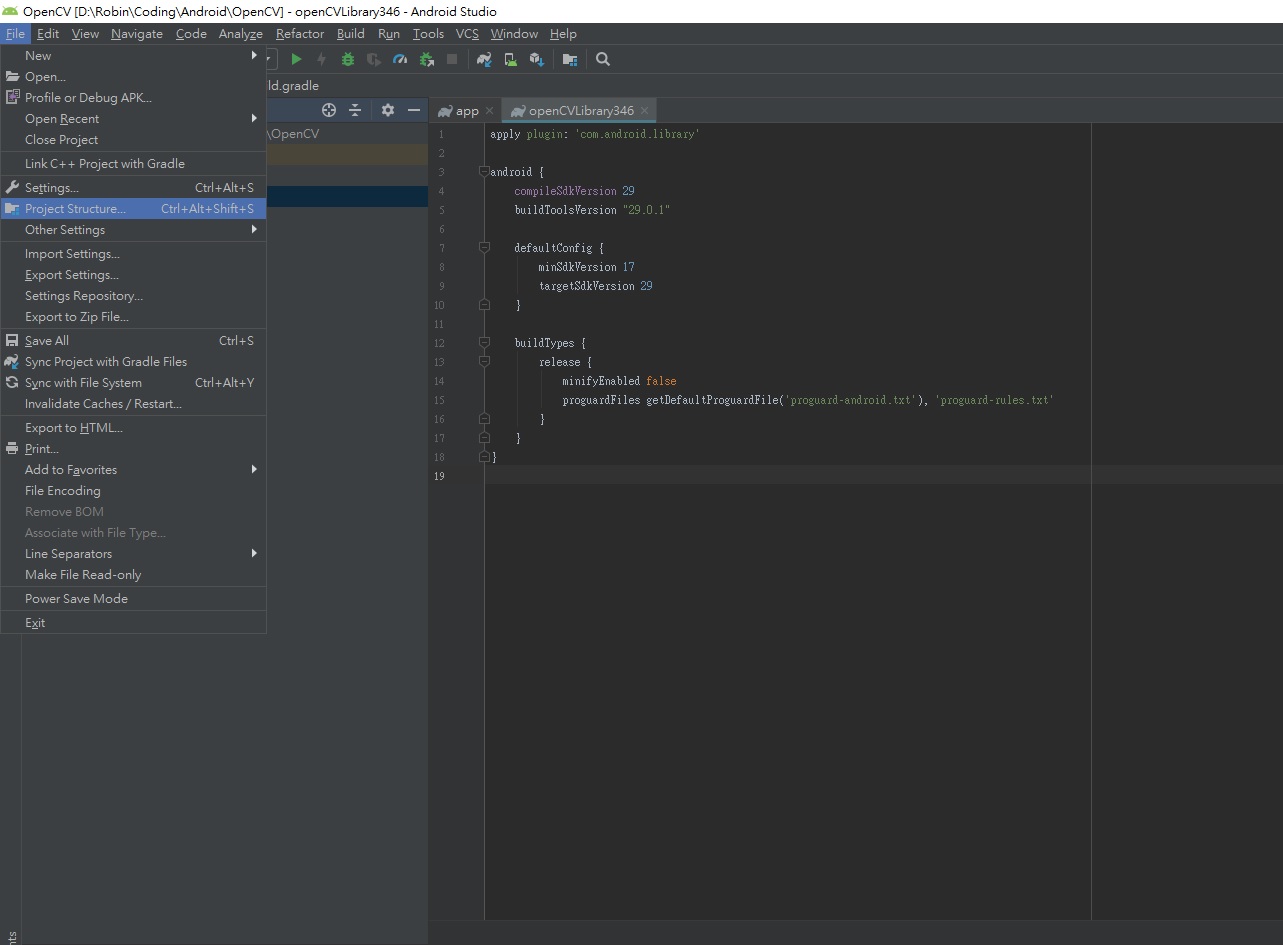 OpenCV [D:\Robin\Coding\Android\OpenCV] - openCVLibrary346 - Android Studio
File Edit View Navigate Code Analyze Refactor Build Run Tools VCS Window Help
New
Open...
Profile or Debug APK...
Open Recent
Close Project
Link C++ Project with Gradle
Settings... Ctrl+Alt+S
Project Structure... Ctrl+Alt+Shift+S
Other Settings
Import Settings...
Export Settings...
Settings Repository...
Export to Zip File...
Save All Ctrl+S
Sync Project with Gradle Files
Sync with File System Ctrl+Alt+Y
Invalidate Caches / Restart...
Export to HTML...
Print...
Add to Favorites
File Encoding
Remove BOM
Associate with File Type...
Line Separators
Make File Read-only
Power Save Mode
Exit
ld.gradle
\OpenCV
app openCVLibrary346
1 apply plugin: 'com.android.library'
2
3 android {
4 compileSdkVersion 29
5 buildToolsVersion "29.0.1"
6
7 defaultConfig {
8 minSdkVersion 17
9 targetSdkVersion 29
10 }
11
12 buildTypes {
13 release {
14 minifyEnabled false
15 proguardFiles getDefaultProguardFile('proguard-android.txt'), 'proguard-rules.txt'
16 }
17 }
18 }
19
nts